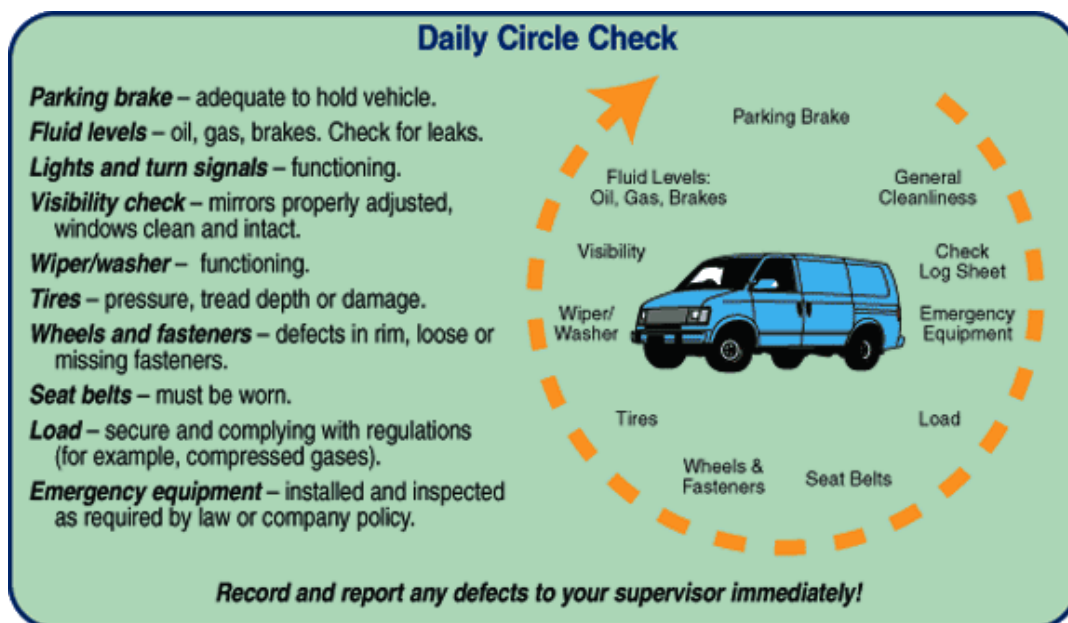 Daily Circle Check
Parking brake – adequate to hold vehicle.
Fluid levels – oil, gas, brakes. Check for leaks.
Lights and turn signals – functioning.
Visibility check – mirrors properly adjusted,
windows clean and intact.
Wiper/washer – functioning.
Tires – pressure, tread depth or damage.
Wheels and fasteners – defects in rim, loose or
missing fasteners.
Seat belts – must be worn.
Load – secure and complying with regulations
(for example, compressed gases).
Emergency equipment – installed and inspected
as required by law or company policy.
Parking Brake
Fluid Levels:
Oil, Gas, Brakes
General
Cleanliness
Visibility
Check
Log Sheet
Wiper/
Washer
Emergency
Equipment
Tires
Load
Wheels &
Fasteners
Seat Belts
Record and report any defects to your supervisor immediately!